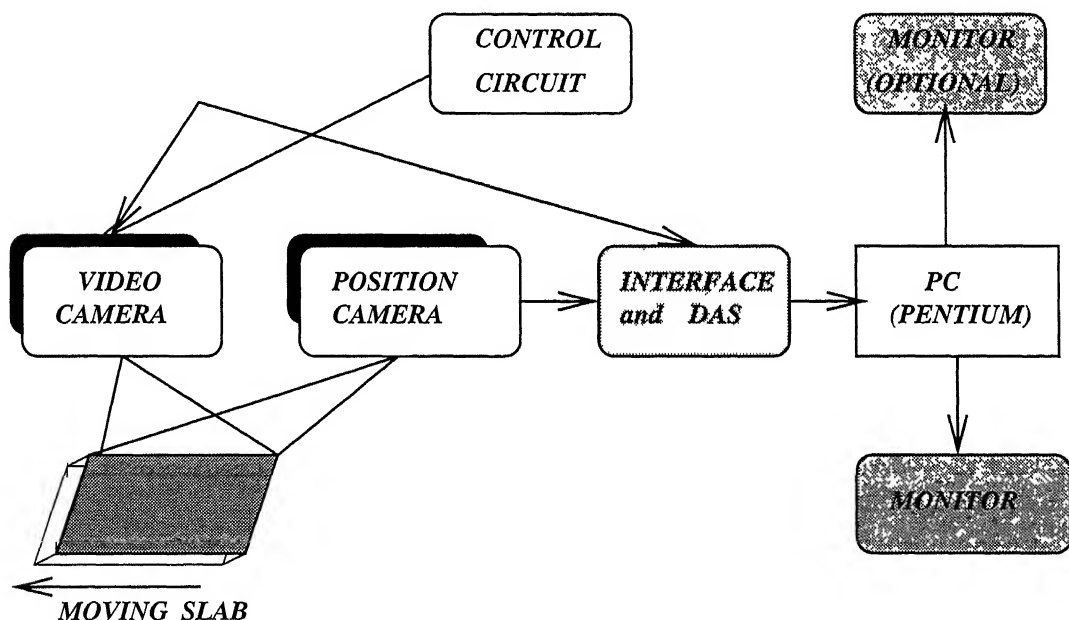 CONTROL
CIRCUIT
MONITOR
(OPTIONAL)
VIDEO
CAMERA
POSITION
CAMERA
INTERFACE
and DAS
PC
(PENTIUM)
MONITOR
MOVING SLAB